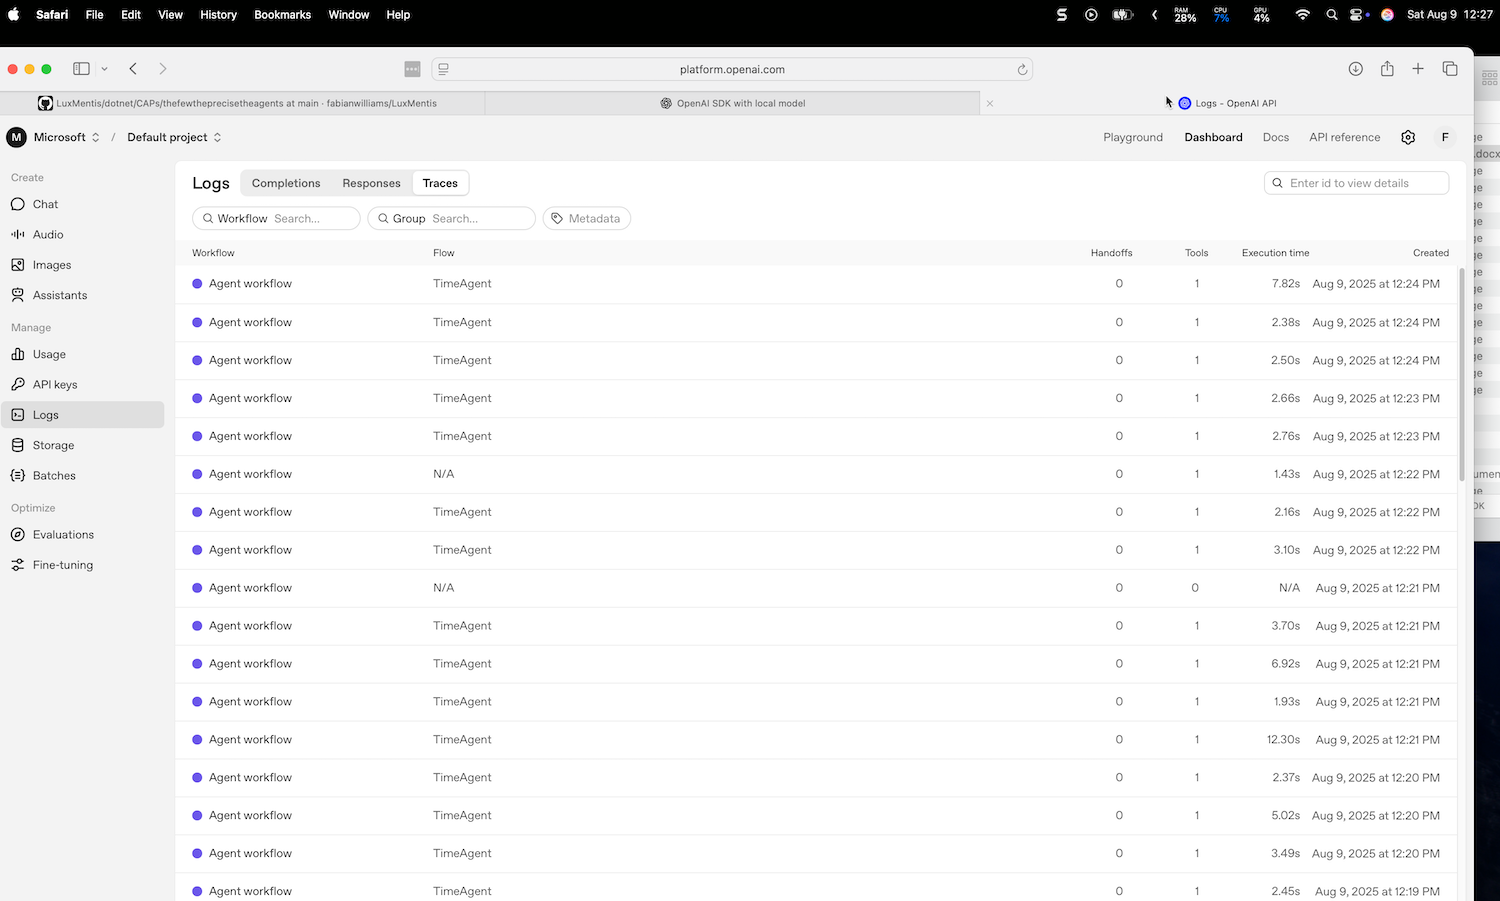 Safari File Edit View History Bookmarks Window Help RAM 28% CPU 7% GPU 4% Sat Aug 9 12:27
platform.openai.com
LuxMentis/dotnet/CAPs/thefewtheprecisetheagents at main · fabianwilliams/LuxMentis OpenAI SDK with local model Logs - OpenAI API
M Microsoft / Default project Playground Dashboard Docs API reference F
Create
Chat
Audio
Images
Assistants
Manage
Usage
API keys
Logs
Storage
Batches
Optimize
Evaluations
Fine-tuning
Logs Completions Responses Traces Enter id to view details
Workflow Search... Group Search... Metadata
Workflow Flow Handoffs Tools Execution time Created
Agent workflow TimeAgent 0 1 7.82s Aug 9, 2025 at 12:24 PM
Agent workflow TimeAgent 0 1 2.38s Aug 9, 2025 at 12:24 PM
Agent workflow TimeAgent 0 1 2.50s Aug 9, 2025 at 12:24 PM
Agent workflow TimeAgent 0 1 2.66s Aug 9, 2025 at 12:23 PM
Agent workflow TimeAgent 0 1 2.76s Aug 9, 2025 at 12:23 PM
Agent workflow N/A 0 1 1.43s Aug 9, 2025 at 12:22 PM
Agent workflow TimeAgent 0 1 2.16s Aug 9, 2025 at 12:22 PM
Agent workflow TimeAgent 0 1 3.10s Aug 9, 2025 at 12:22 PM
Agent workflow N/A 0 0 N/A Aug 9, 2025 at 12:21 PM
Agent workflow TimeAgent 0 1 3.70s Aug 9, 2025 at 12:21 PM
Agent workflow TimeAgent 0 1 6.92s Aug 9, 2025 at 12:21 PM
Agent workflow TimeAgent 0 1 1.93s Aug 9, 2025 at 12:21 PM
Agent workflow TimeAgent 0 1 12.30s Aug 9, 2025 at 12:21 PM
Agent workflow TimeAgent 0 1 2.37s Aug 9, 2025 at 12:20 PM
Agent workflow TimeAgent 0 1 5.02s Aug 9, 2025 at 12:20 PM
Agent workflow TimeAgent 0 1 3.49s Aug 9, 2025 at 12:20 PM
Agent workflow TimeAgent 0 1 2.45s Aug 9, 2025 at 12:19 PM